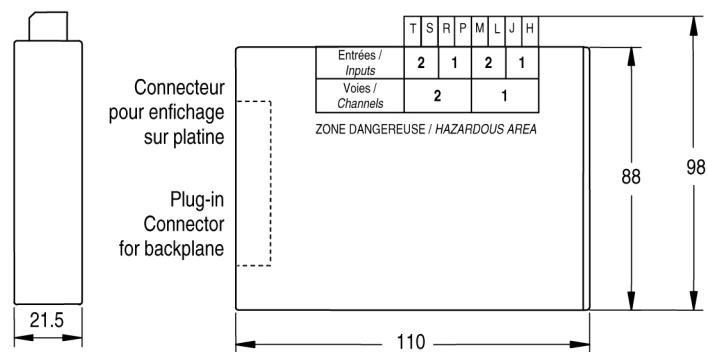 T S R P M L J H
Entrées / 2 1 2 1
Inputs
Voies / 2 1
Channels
ZONE DANGEREUSE / HAZARDOUS AREA
Connecteur
pour enfichage
sur platine
Plug-in
Connector
for backplane
88
98
21.5
110